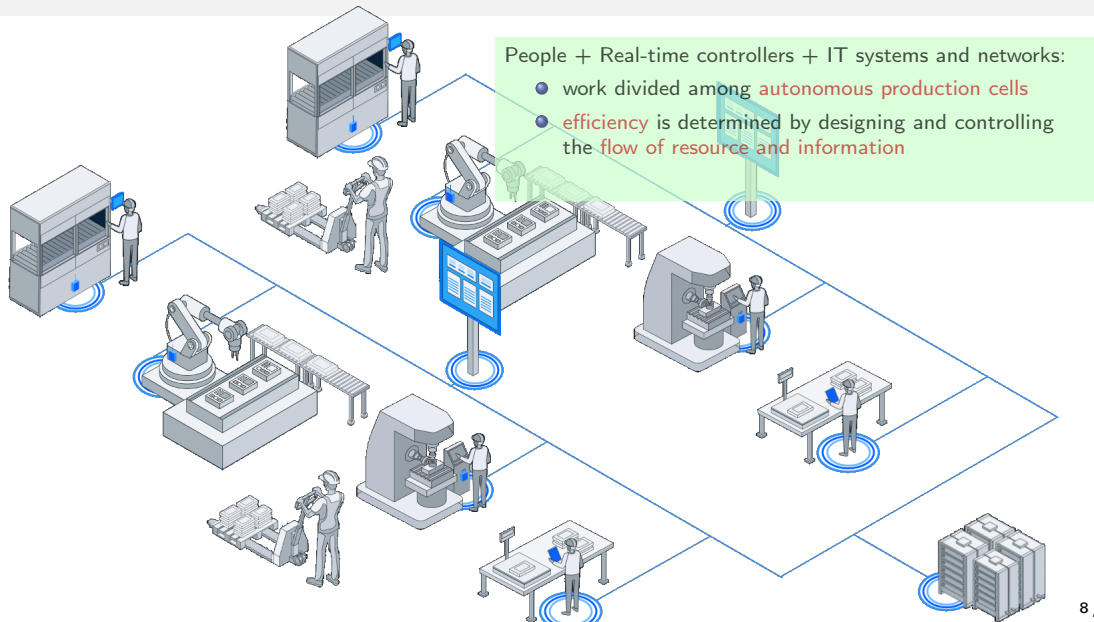 People + Real-time controllers + IT systems and networks:
work divided among autonomous production cells
efficiency is determined by designing and controlling
the flow of resource and information
8